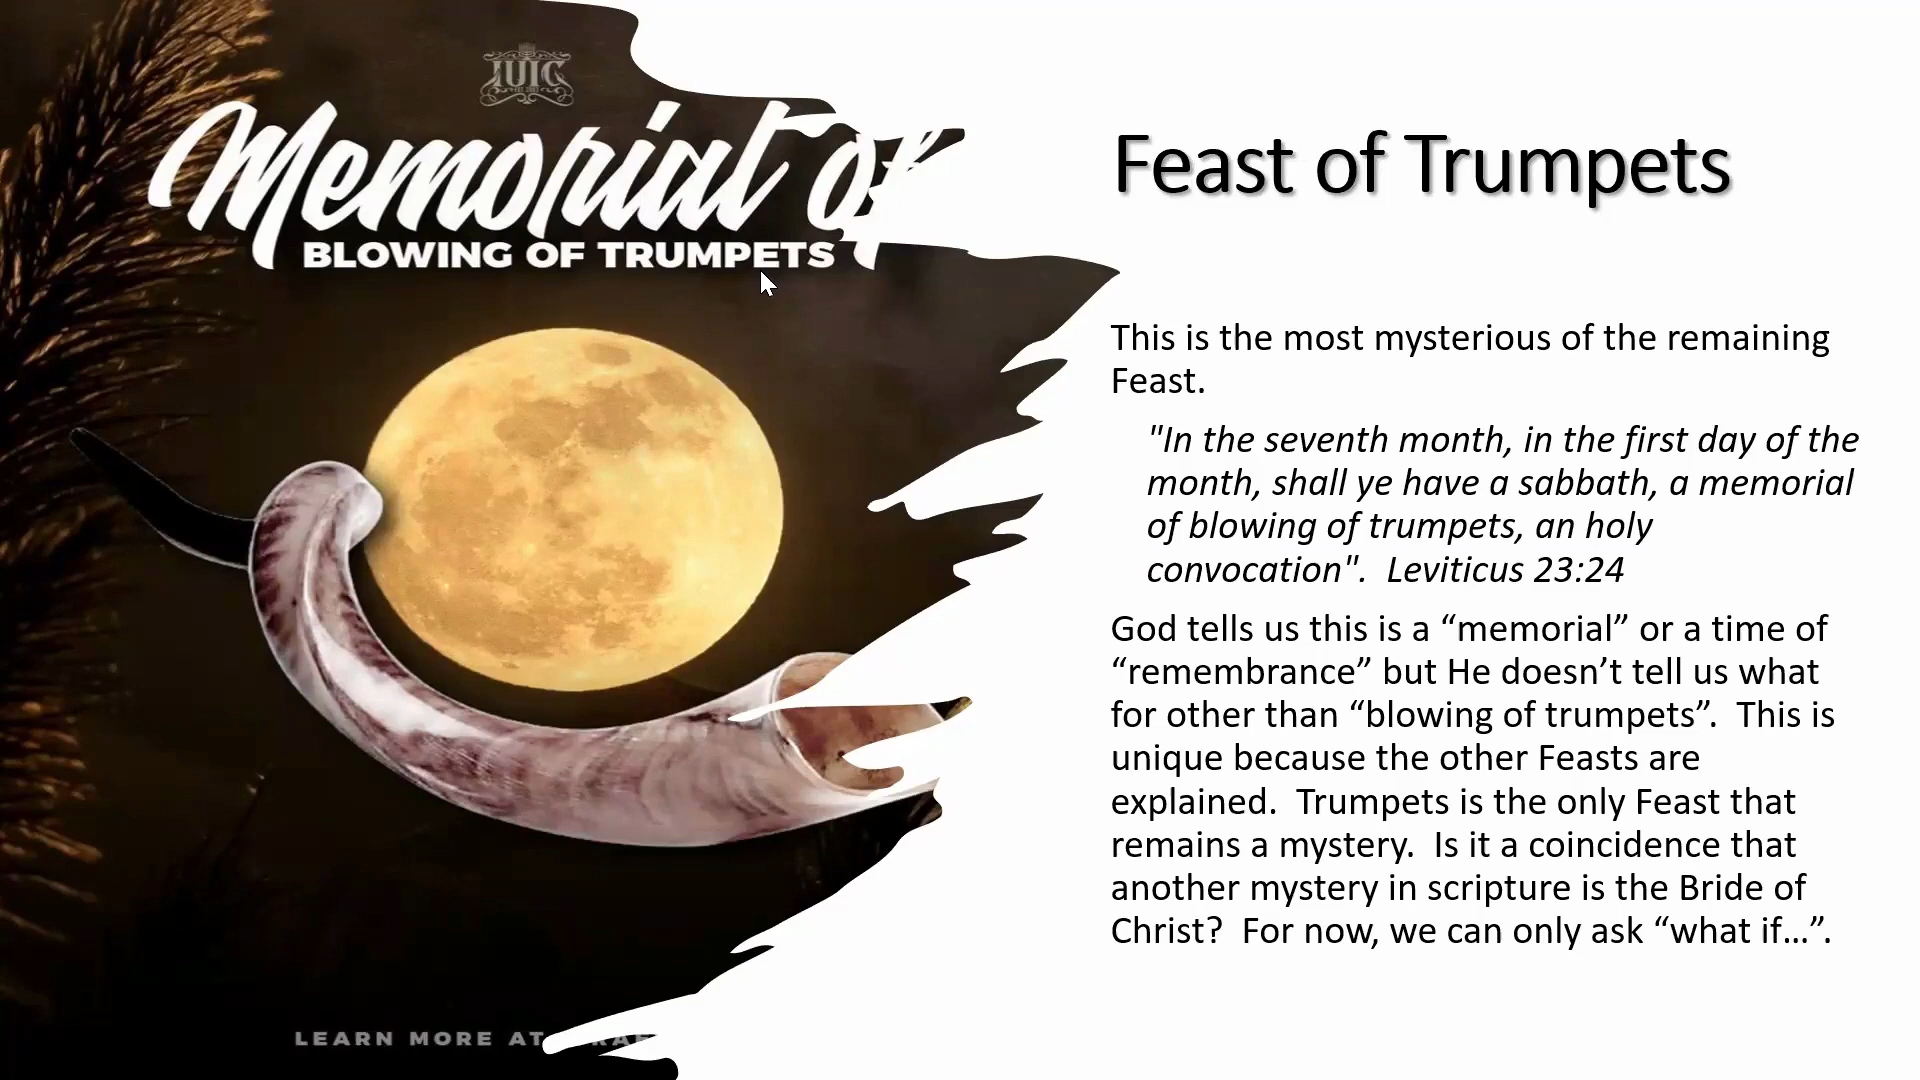 IUIC
Memorial of
BLOWING OF TRUMPETS
LEARN MORE AT
Feast of Trumpets
This is the most mysterious of the remaining
Feast.
"In the seventh month, in the first day of the
month, shall ye have a sabbath, a memorial
of blowing of trumpets, an holy
convocation".  Leviticus 23:24
God tells us this is a “memorial” or a time of
“remembrance” but He doesn’t tell us what
for other than “blowing of trumpets”.  This is
unique because the other Feasts are
explained.  Trumpets is the only Feast that
remains a mystery.  Is it a coincidence that
another mystery in scripture is the Bride of
Christ?  For now, we can only ask “what if…”.